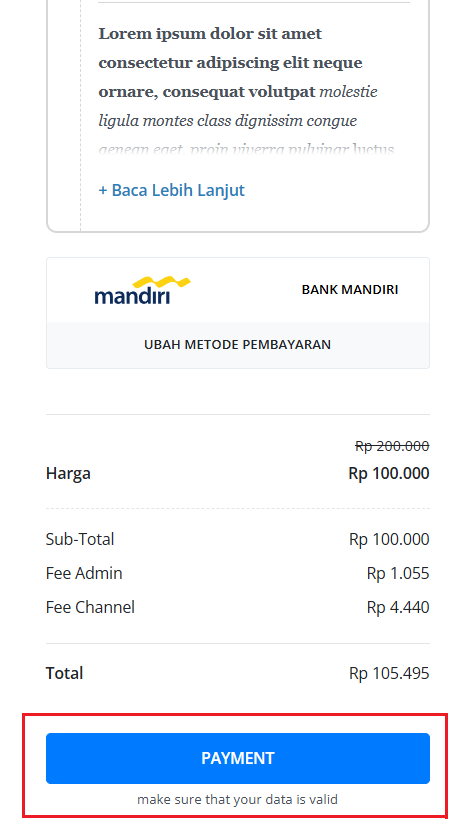 Lorem ipsum dolor sit amet
consectetur adipiscing elit neque
ornare, consequat volutpat molestie
ligula montes class dignissim congue
aenean eget, proin viverra pulvinar luctus
+ Baca Lebih Lanjut
mandiri BANK MANDIRI
UBAH METODE PEMBAYARAN
Rp 200.000
Harga Rp 100.000
Sub-Total Rp 100.000
Fee Admin Rp 1.055
Fee Channel Rp 4.440
Total Rp 105.495
PAYMENT
make sure that your data is valid